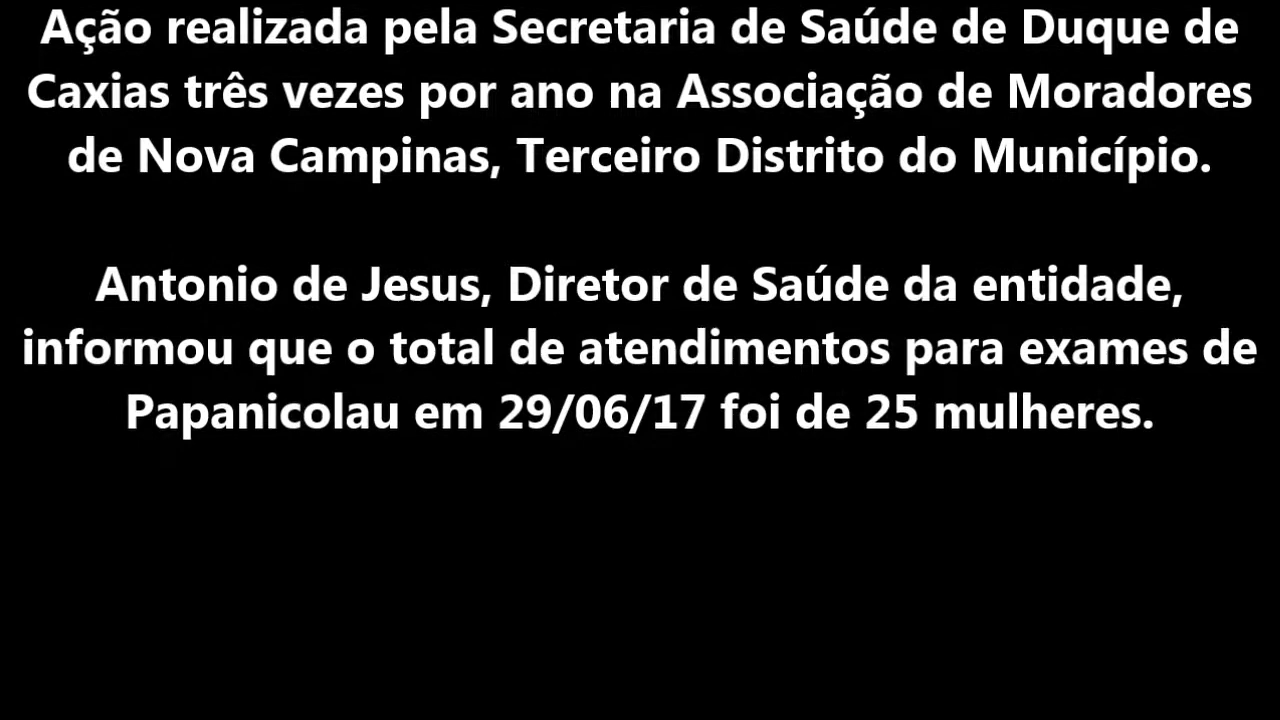 Ação realizada pela Secretaria de Saúde de Duque de
Caxias três vezes por ano na Associação de Moradores
de Nova Campinas, Terceiro Distrito do Município.
Antonio de Jesus, Diretor de Saúde da entidade,
informou que o total de atendimentos para exames de
Papanicolau em 29/06/17 foi de 25 mulheres.